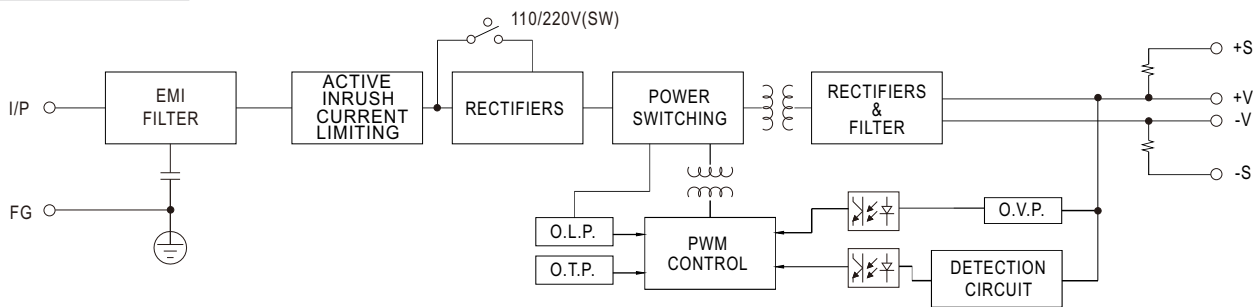 110/220V(SW)
I/P
EMI
FILTER
ACTIVE
INRUSH
CURRENT
LIMITING
RECTIFIERS
POWER
SWITCHING
RECTIFIERS
&
FILTER
+S
+V
-V
-S
FG
O.L.P.
O.T.P.
PWM
CONTROL
O.V.P.
DETECTION
CIRCUIT